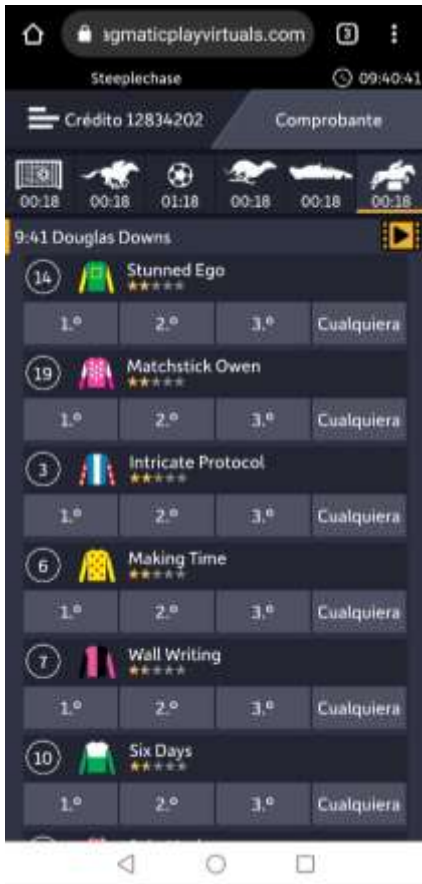 agmaticplayvirtuals.com 3
Steeplechase 09:40:41
Crédito 12834202 Comprobante
00:18 00:18 01:18 00:18 00:18 00:18
9:41 Douglas Downs
14 Stunned Ego
1.º 2.º 3.º Cualquiera
19 Matchstick Owen
1.º 2.º 3.º Cualquiera
3 Intricate Protocol
1.º 2.º 3.º Cualquiera
6 Making Time
1.º 2.º 3.º Cualquiera
7 Wall Writing
1.º 2.º 3.º Cualquiera
10 Six Days
1.º 2.º 3.º Cualquiera